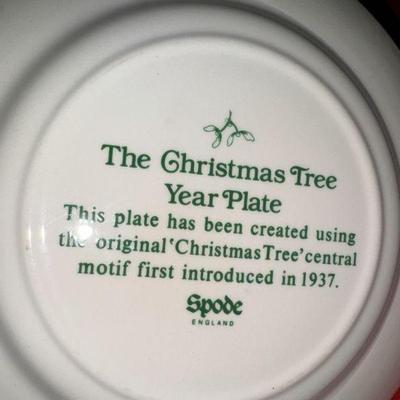 The Christmas Tree
Year Plate
This plate has been created using
the original 'Christmas Tree' central
motif first introduced in 1937.
Spode
ENGLAND